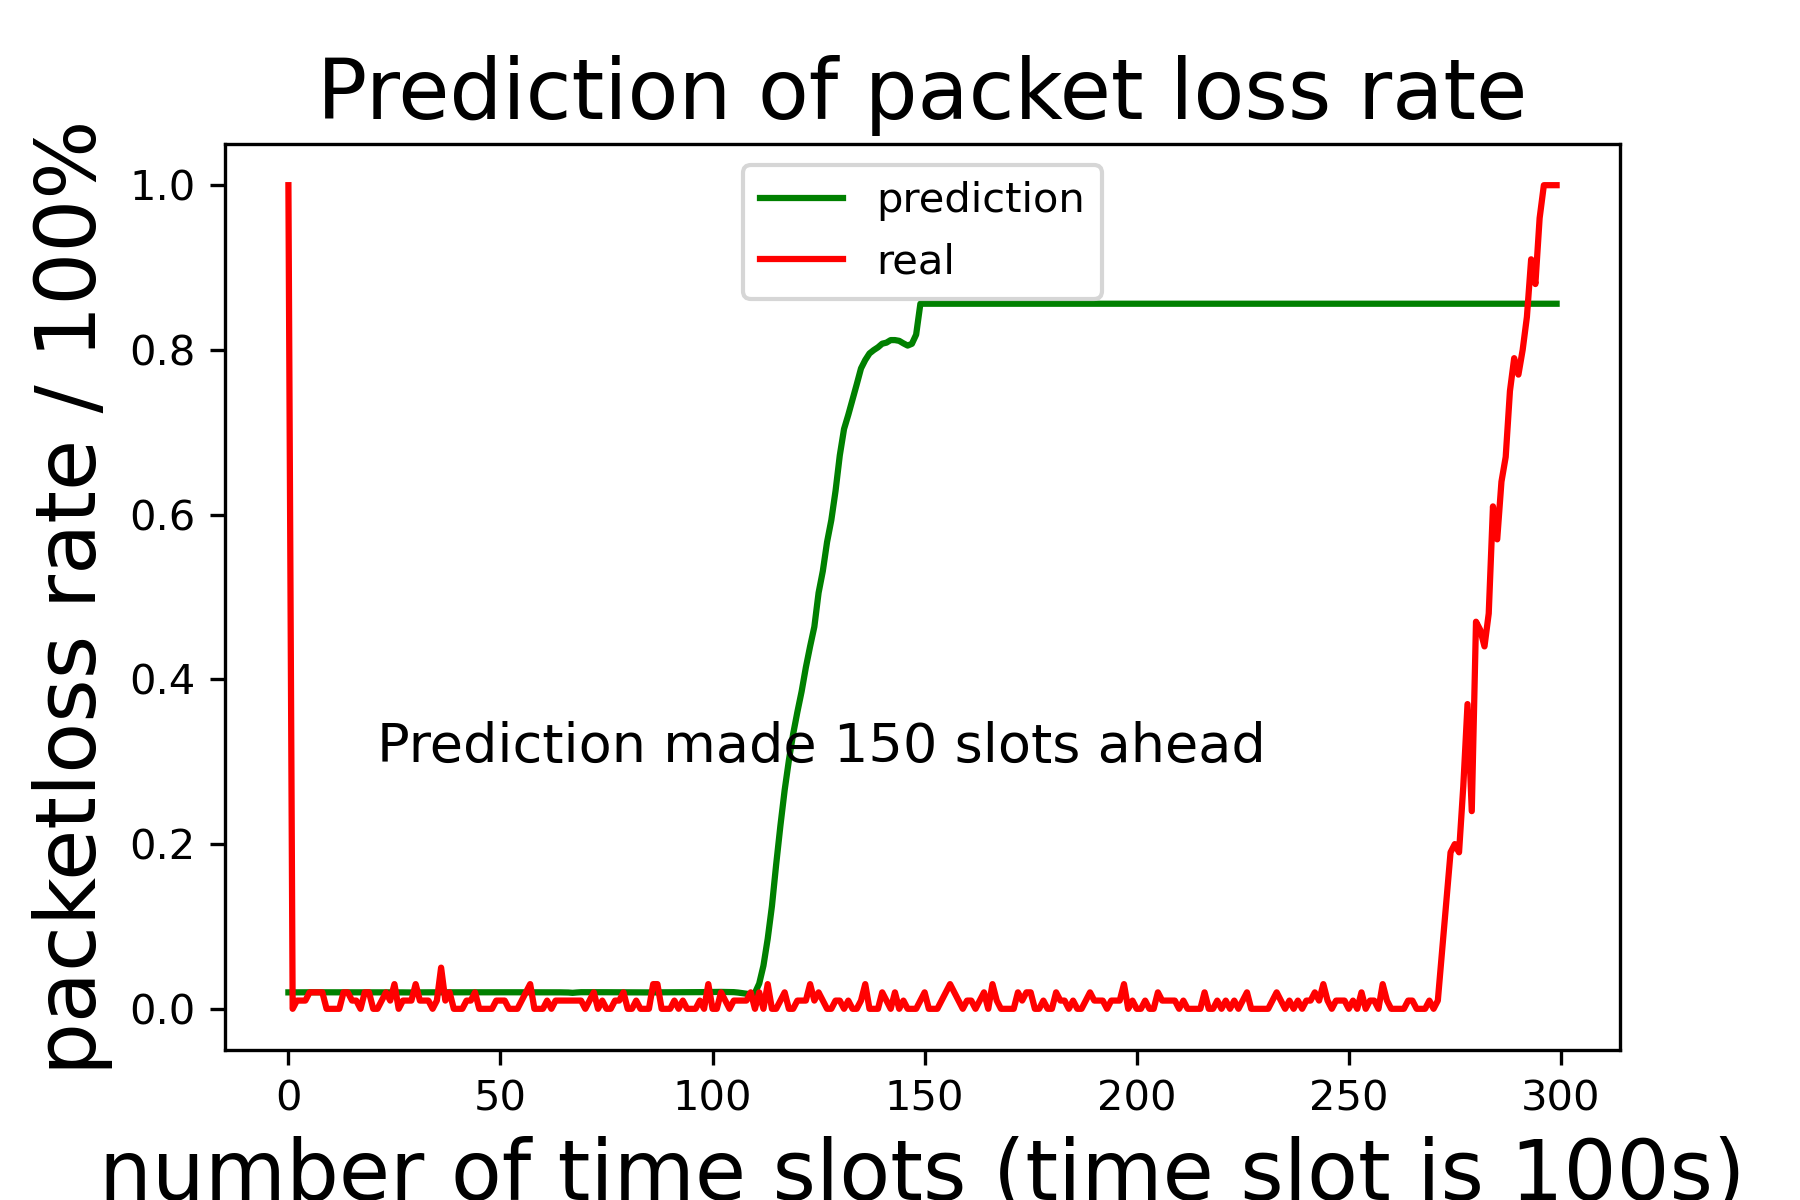 Prediction of packet loss rate
packetloss rate / 100%
1.0
0.8
0.6
0.4
0.2
0.0
prediction
real
Prediction made 150 slots ahead
0 50 100 150 200 250 300
number of time slots (time slot is 100s)